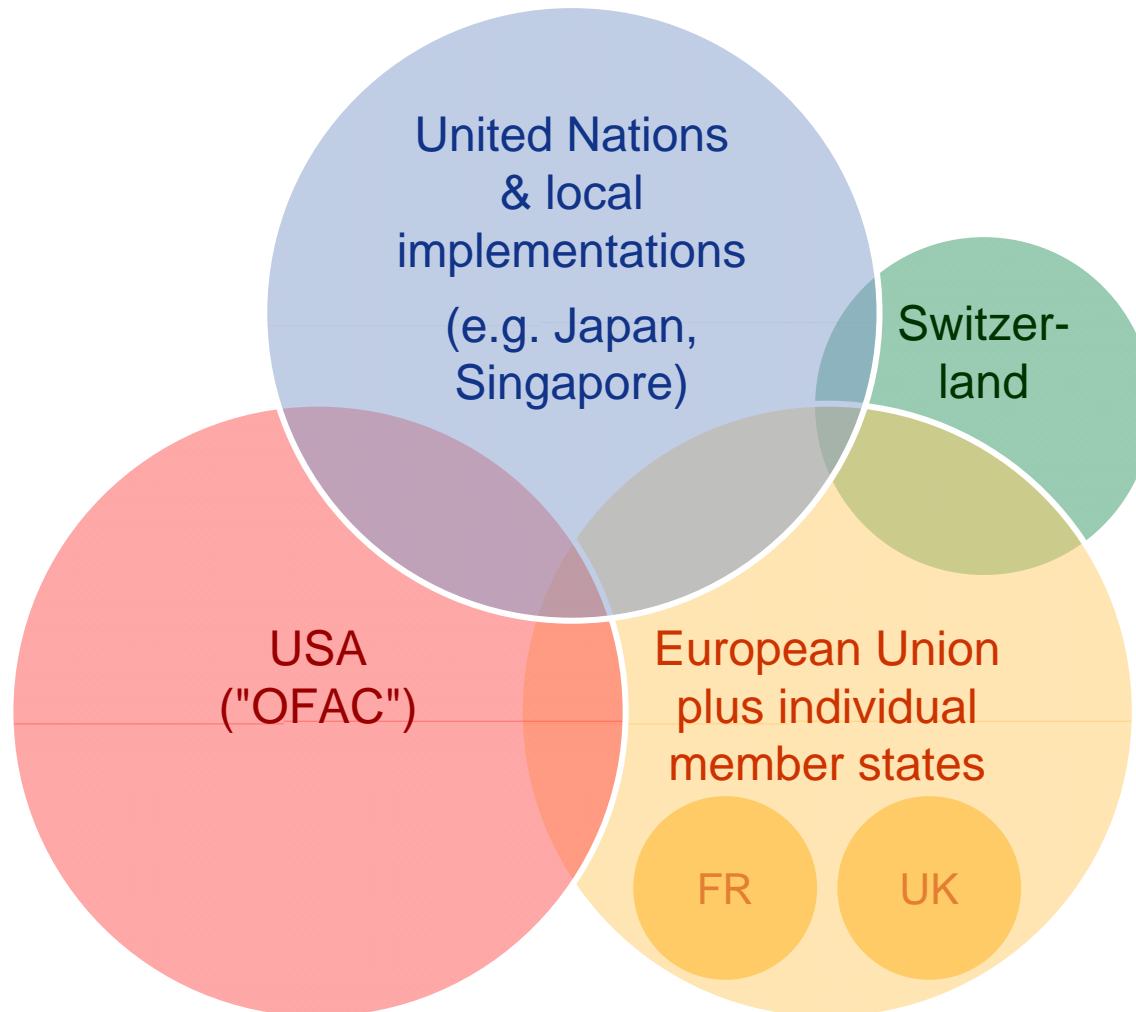 United Nations
& local
implementations
(e.g. Japan,
Singapore)
Switzer-
land
USA
("OFAC")
European Union
plus individual
member states
FR
UK